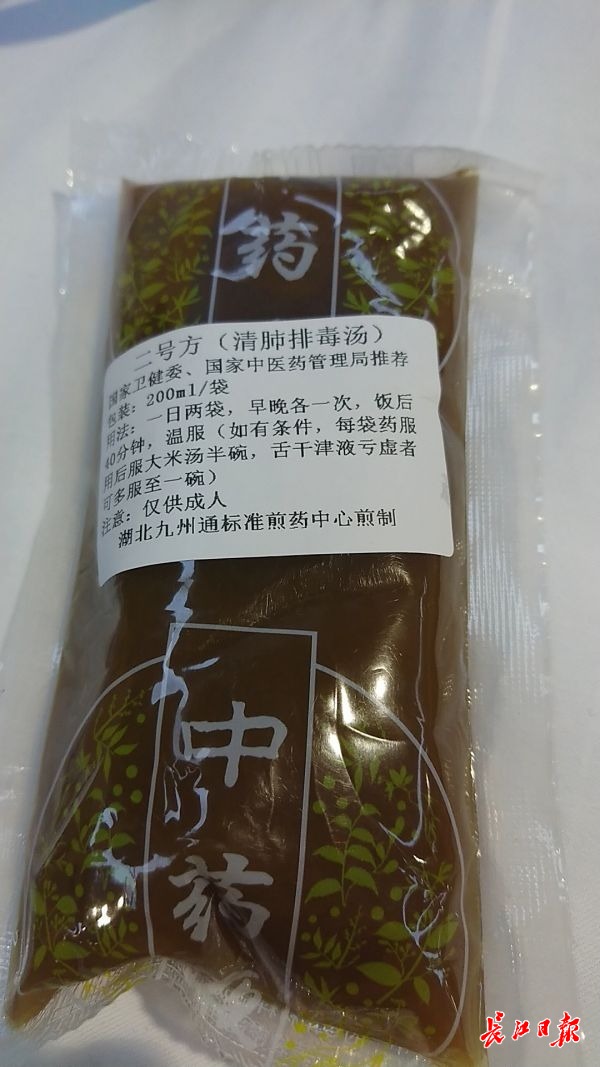 药
二号方（清肺排毒汤）
国家卫健委、国家中医药管理局推荐
包装：200ml/袋
用法：一日两袋，早晚各一次，饭后
40分钟，温服（如有条件，每袋药服
用后服大米汤半碗，舌干津液亏虚者
可多服至一碗）
注意：仅供成人
湖北九州通标准煎药中心煎制
中
药
长江日报